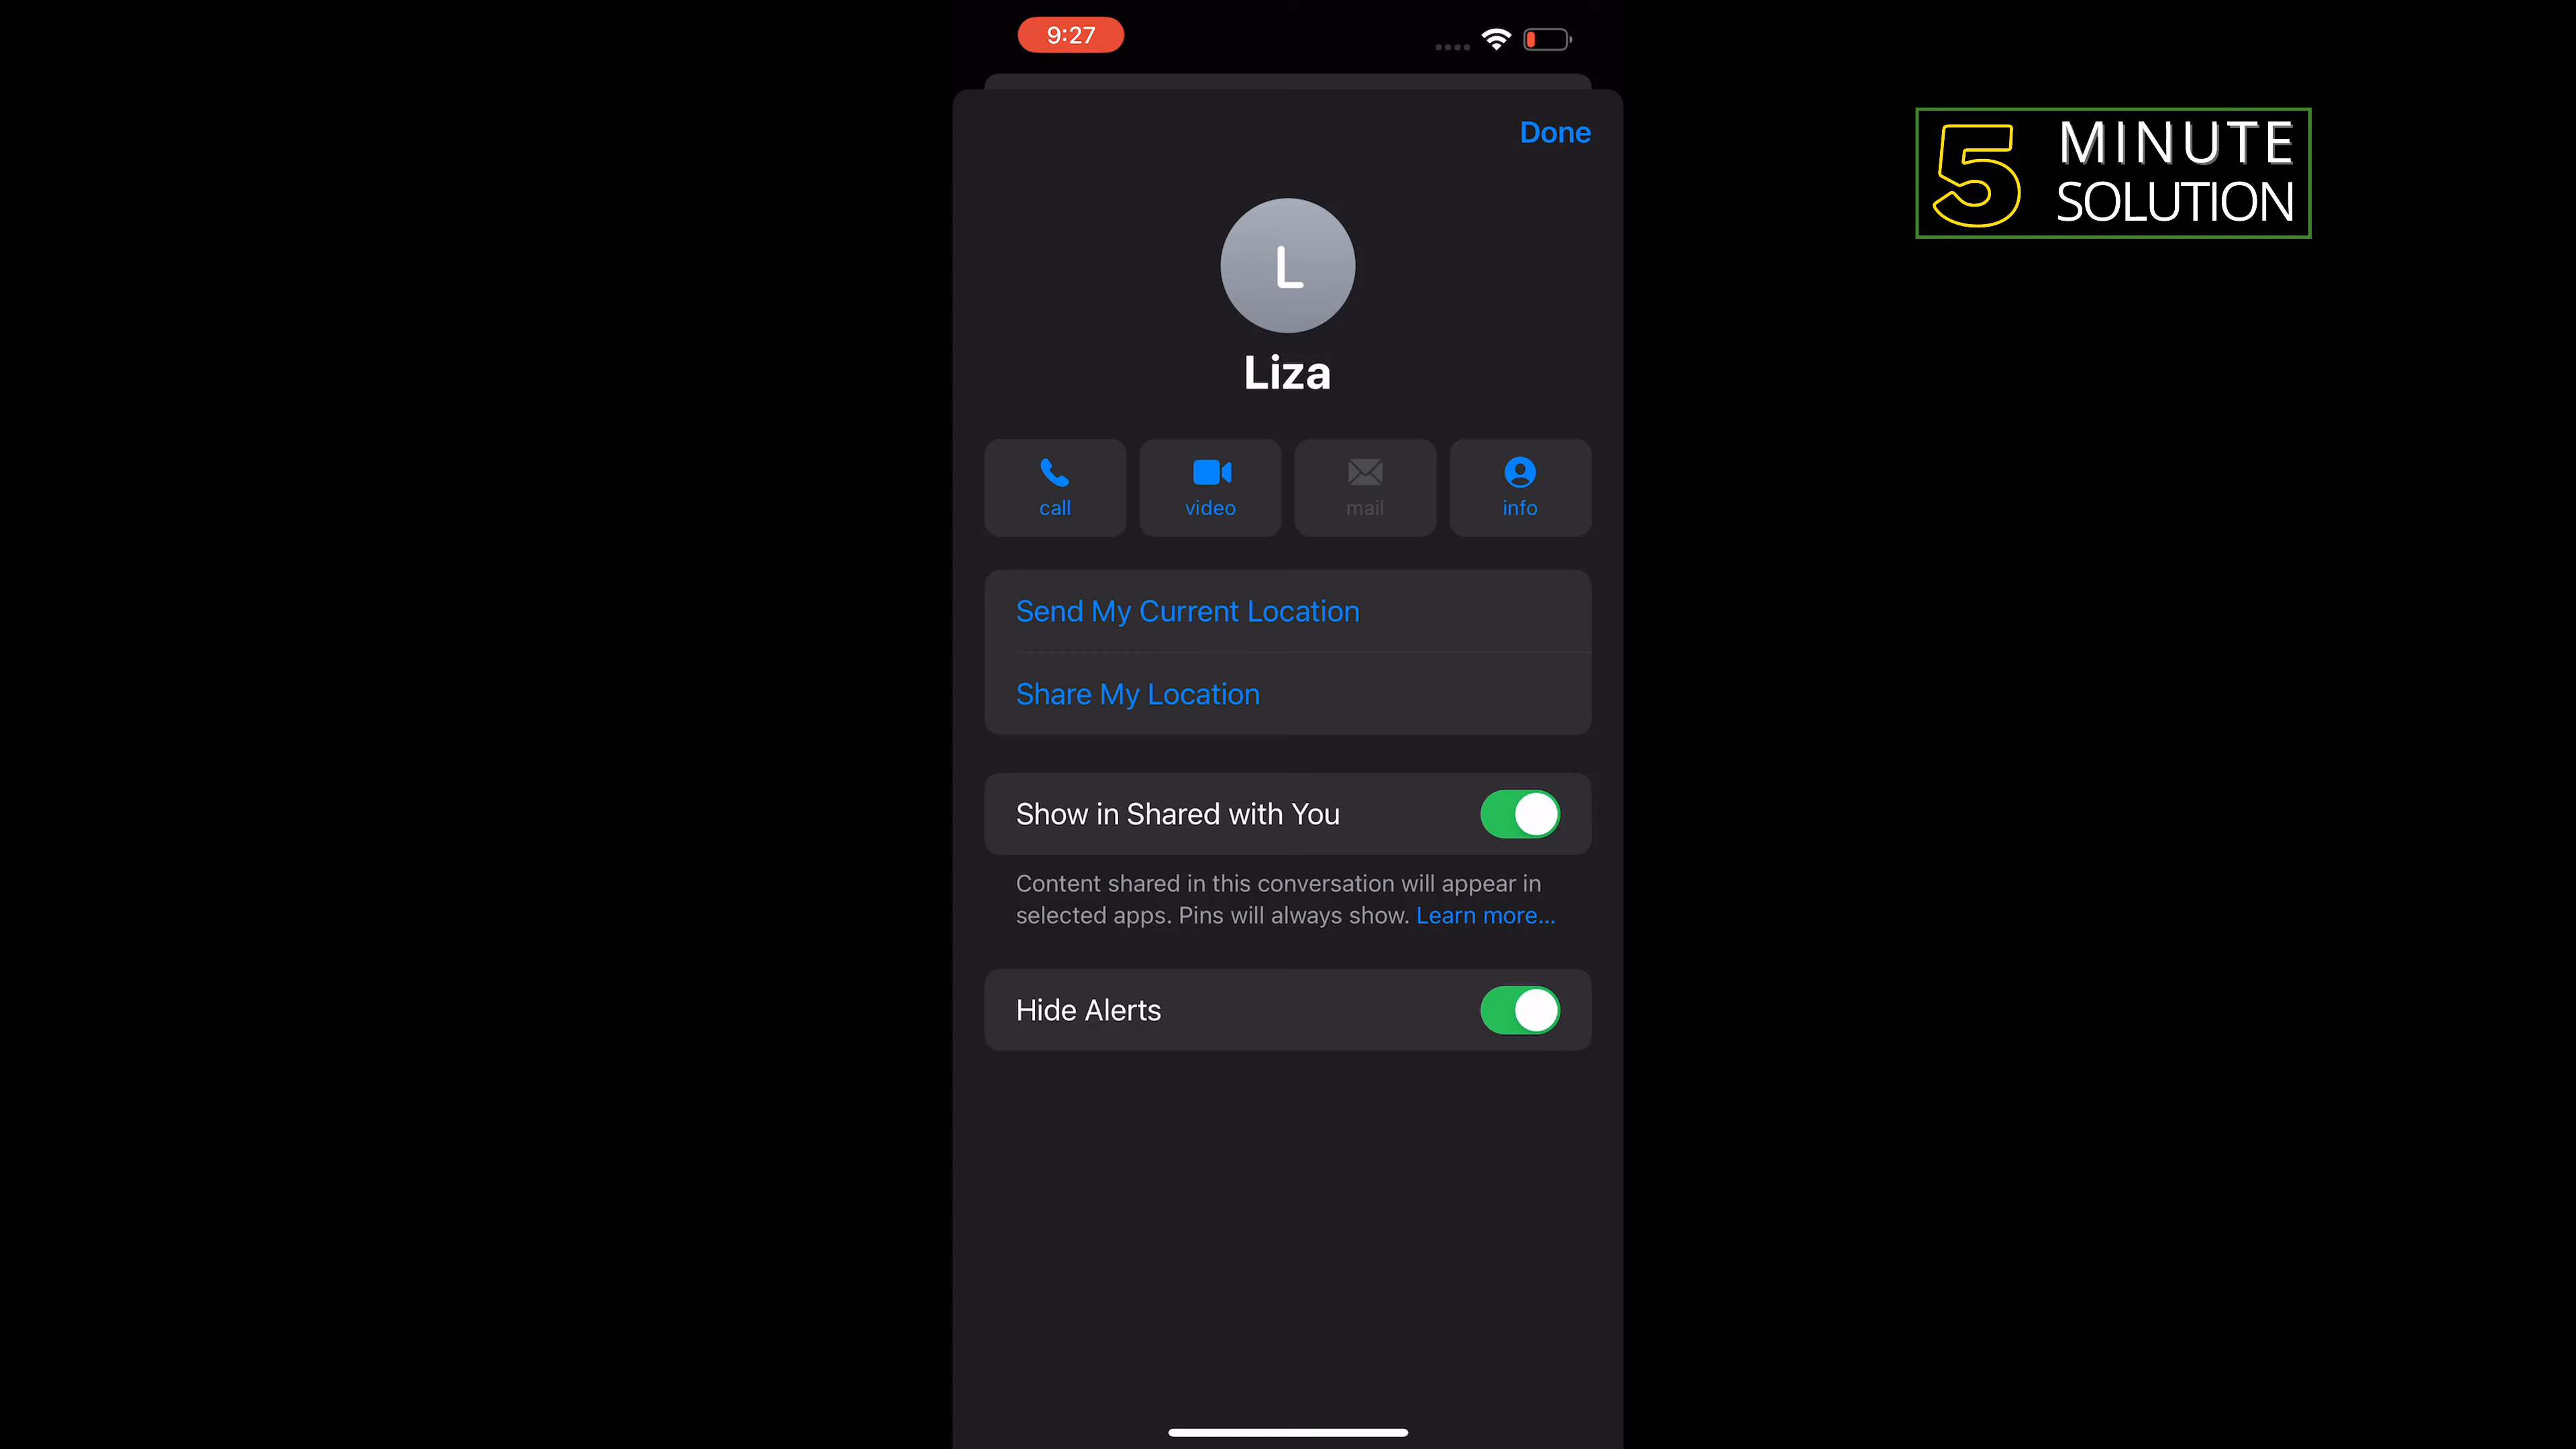 9:27
Done
5 MINUTE
SOLUTION
L
Liza
call
video
mail
info
Send My Current Location
Share My Location
Show in Shared with You
Content shared in this conversation will appear in
selected apps. Pins will always show. Learn more...
Hide Alerts